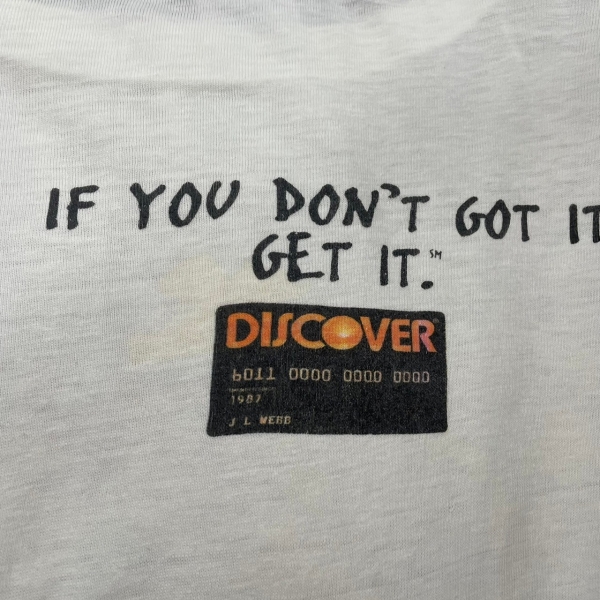 IF YOU DON'T GOT IT
GET IT.℠
DISCOVER
6011 0000 0000 0000
1987
J L WEBB